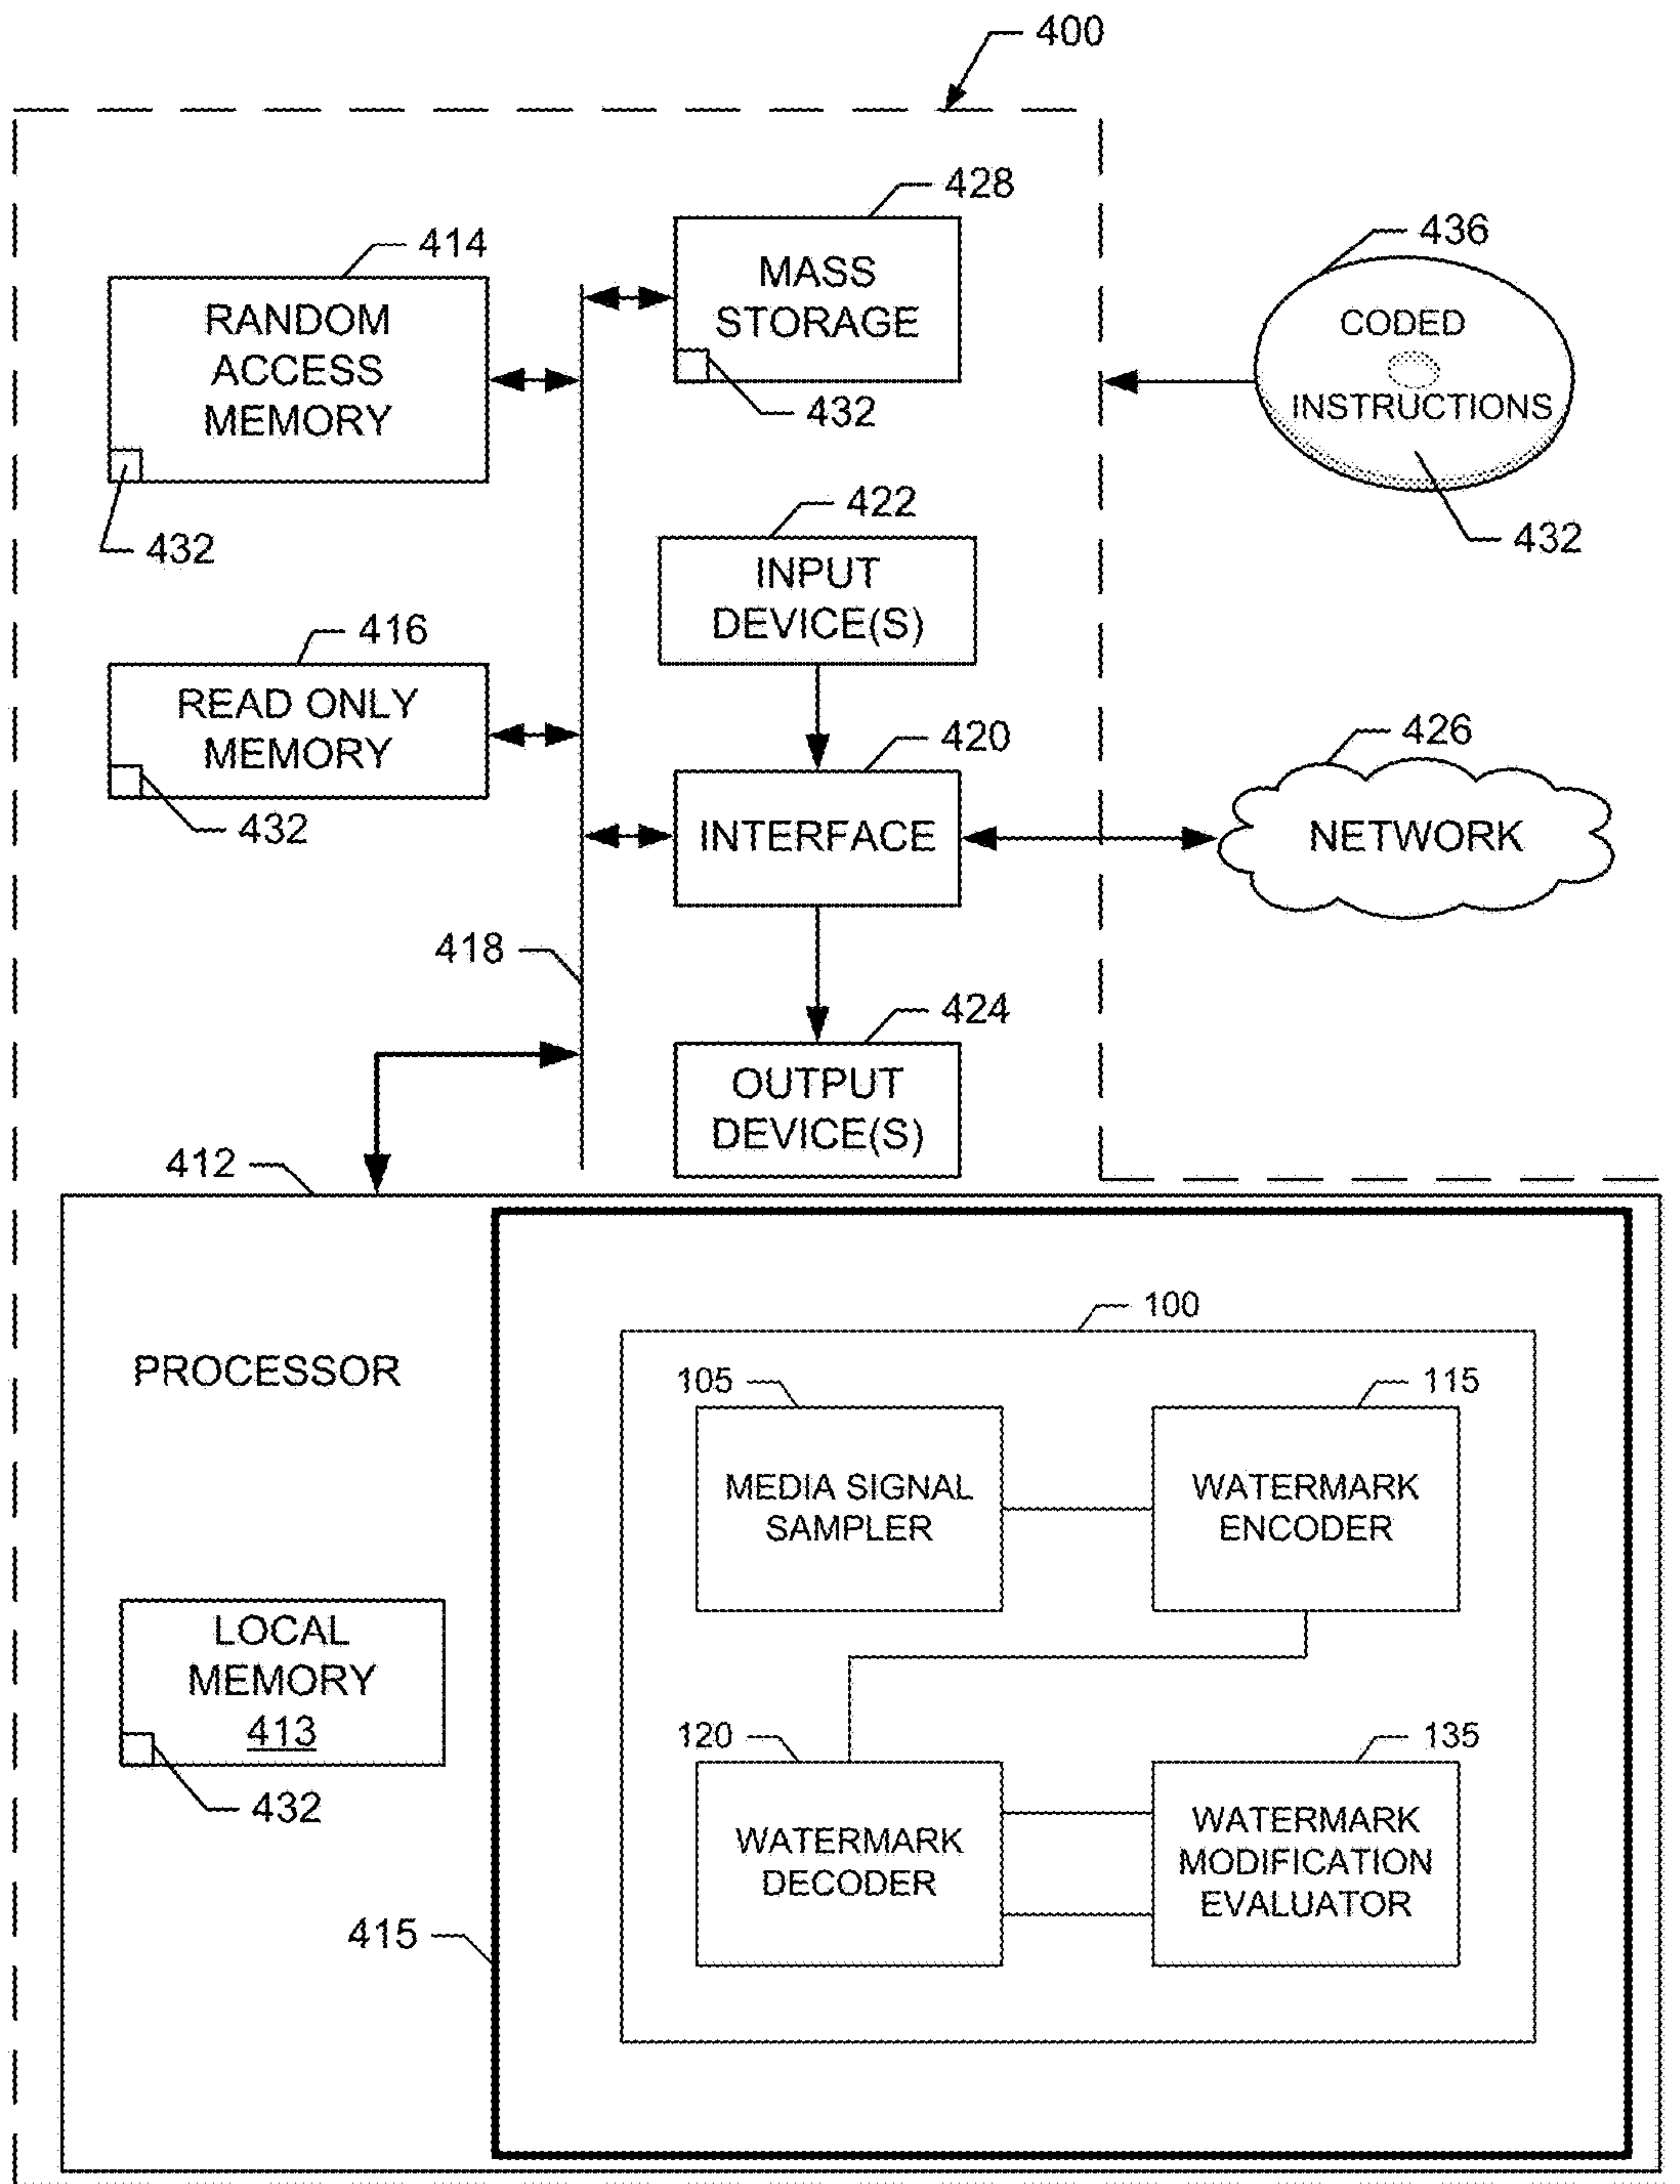 400
428
414
MASS
STORAGE
436
RANDOM
ACCESS
MEMORY
CODED
INSTRUCTIONS
432
432
432
422
INPUT
DEVICE(S)
416
READ ONLY
MEMORY
432
420
INTERFACE
426
NETWORK
418
424
OUTPUT
DEVICE(S)
412
PROCESSOR
100
105
MEDIA SIGNAL
SAMPLER
115
WATERMARK
ENCODER
LOCAL
MEMORY
413
432
120
WATERMARK
DECODER
135
WATERMARK
MODIFICATION
EVALUATOR
415